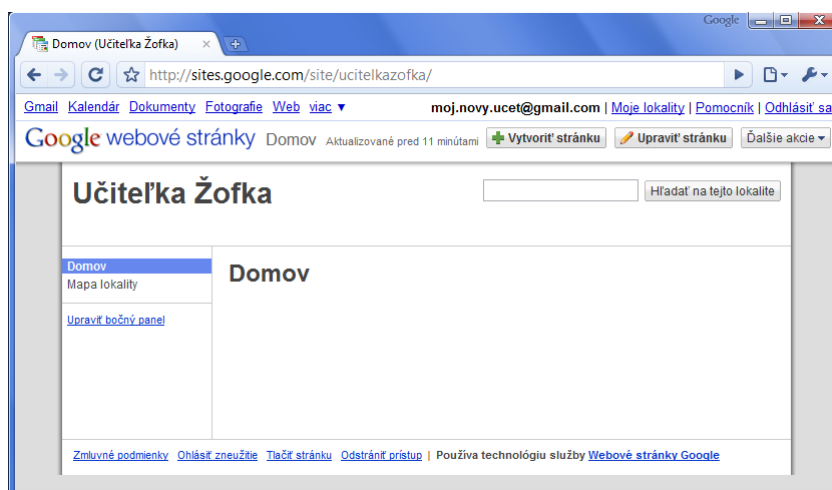 Google
Domov (Učiteľka Žofka)
http://sites.google.com/site/ucitelkazofka/
Gmail Kalendár Dokumenty Fotografie Web viac ▼ moj.novy.ucet@gmail.com | Moje lokality | Pomocník | Odhlásiť sa
Google webové stránky Domov Aktualizované pred 11 minútami Vytvoriť stránku Upraviť stránku Ďalšie akcie ▾
Učiteľka Žofka Hľadať na tejto lokalite
Domov
Mapa lokality
Upraviť bočný panel
Domov
Zmluvné podmienky Ohlásiť zneužitie Tlačiť stránku Odstrániť prístup | Používa technológiu služby Webové stránky Google